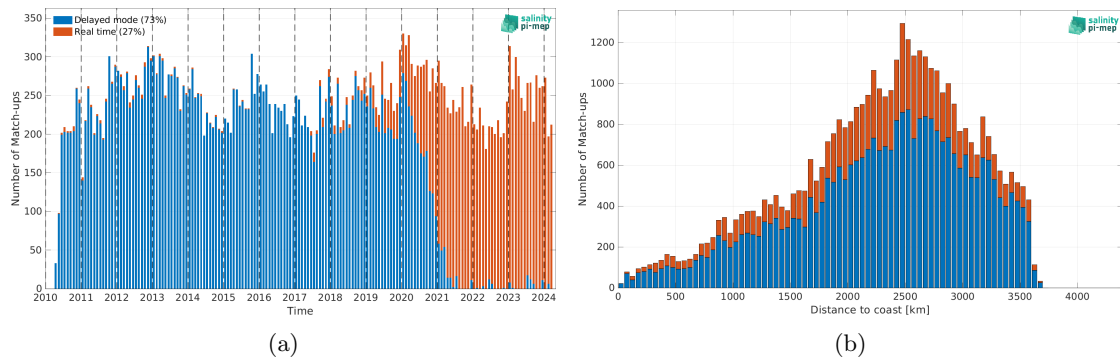 Delayed mode (73%)
Real time (27%)
salinity
pi-mep
350
300
250
200
150
100
50
0
Number of Match-ups
2010 2011 2012 2013 2014 2015 2016 2017 2018 2019 2020 2021 2022 2023 2024
Time
(a)
salinity
pi-mep
1200
1000
800
600
400
200
0
Number of Match-ups
0 500 1000 1500 2000 2500 3000 3500 4000
Distance to coast [km]
(b)